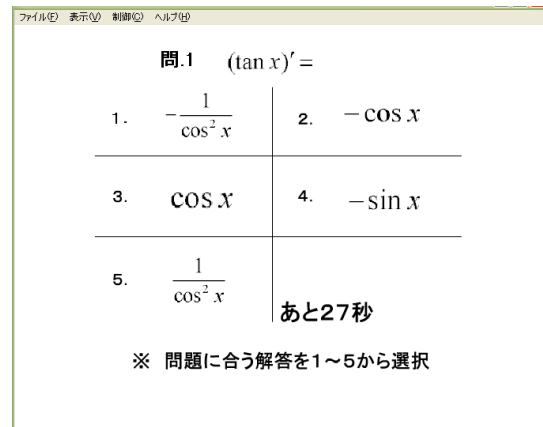 ファイル(F) 表示(V) 制御(C) ヘルプ(H)
問.1 (tan x)′ =
1. −1/cos² x 2. −cos x
3. cos x 4. −sin x
5. 1/cos² x
あと27秒
※ 問題に合う解答を1～5から選択